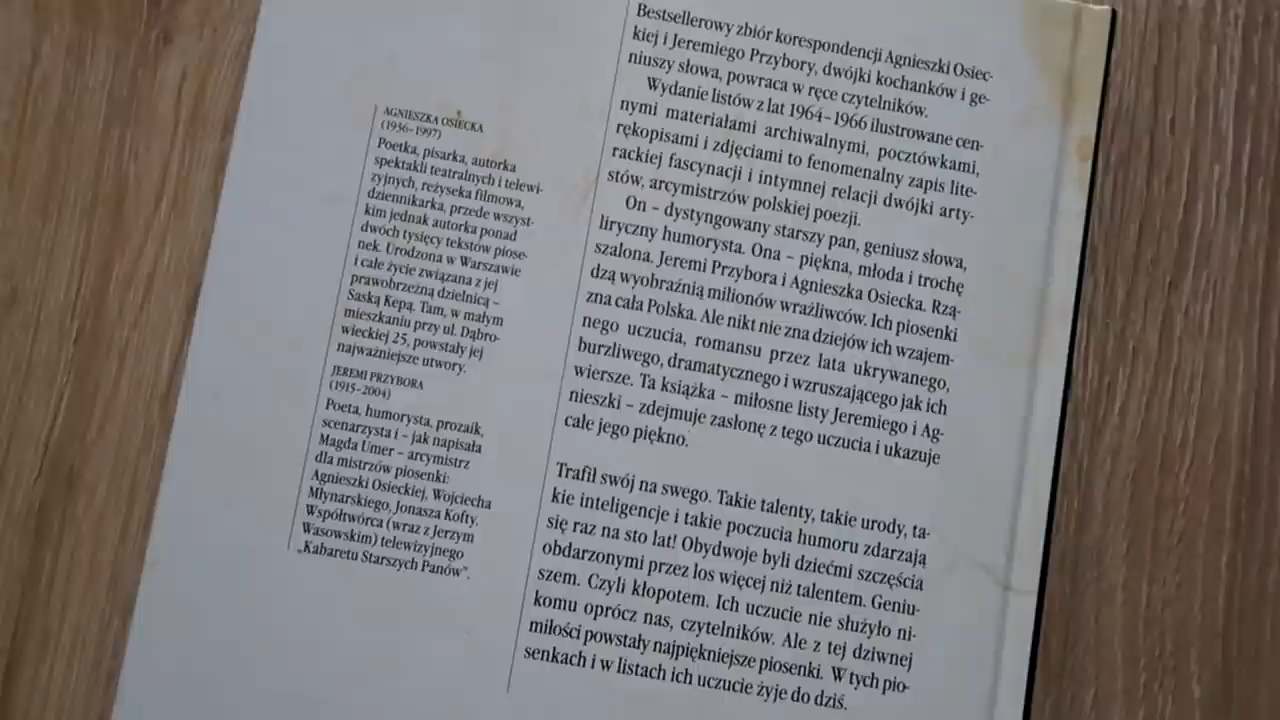 AGNIESZKA OSIECKA
(1936–1997)
Poetka, pisarka, autorka
spektakli teatralnych i telewi-
zyjnych, reżyseka filmowa,
dziennikarka, przede wszyst-
kim jednak autorka ponad
dwóch tysięcy tekstów piose-
nek. Urodzona w Warszawie
i całe życie związana z jej
prawobrzeżną dzielnicą –
Saską Kępą. Tam, w małym
mieszkaniu przy ul. Dąbro-
wieckiej 25, powstały jej
najważniejsze utwory.
JEREMI PRZYBORA
(1915–2004)
Poeta, humorysta, prozaik,
scenarzysta i – jak napisała
Magda Umer – arcymistrz
dla mistrzów piosenki:
Agnieszki Osieckiej, Wojciecha
Młynarskiego, Jonasza Kofty.
Współtwórca (wraz z Jerzym
Wasowskim) telewizyjnego
„Kabaretu Starszych Panów”.
Bestsellerowy zbiór korespondencji Agnieszki Osiec-
kiej i Jeremiego Przybory, dwójki kochanków i ge-
niuszy słowa, powraca w ręce czytelników.
Wydanie listów z lat 1964–1966 ilustrowane cen-
nymi materiałami archiwalnymi, pocztówkami,
rękopisami i zdjęciami to fenomenalny zapis lite-
rackiej fascynacji i intymnej relacji dwójki arty-
stów, arcymistrzów polskiej poezji.
On – dystyngowany starszy pan, geniusz słowa,
liryczny humorysta. Ona – piękna, młoda i trochę
szalona. Jeremi Przybora i Agnieszka Osiecka. Rzą-
dzą wyobraźnią milionów wrażliwców. Ich piosenki
zna cała Polska. Ale nikt nie zna dziejów ich wzajem-
nego uczucia, romansu przez lata ukrywanego,
burzliwego, dramatycznego i wzruszającego jak ich
wiersze. Ta książka – miłosne listy Jeremiego i Ag-
nieszki – zdejmuje zasłonę z tego uczucia i ukazuje
całe jego piękno.
Trafił swój na swego. Takie talenty, takie urody, ta-
kie inteligencje i takie poczucia humoru zdarzają
się raz na sto lat! Obydwoje byli dziećmi szczęścia
obdarzonymi przez los więcej niż talentem. Geniu-
szem. Czyli kłopotem. Ich uczucie nie służyło ni-
komu oprócz nas, czytelników. Ale z tej dziwnej
miłości powstały najpiękniejsze piosenki. W tych pio-
senkach i w listach ich uczucie żyje do dziś.